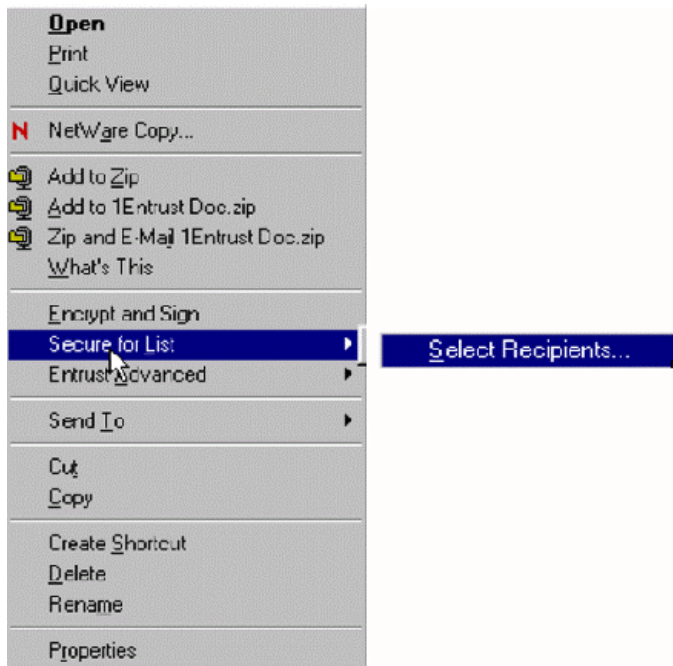 Open
Print
Quick View
NetWare Copy...
Add to Zip
Add to 1Entrust Doc.zip
Zip and E-Mail 1Entrust Doc.zip
What's This
Encrypt and Sign
Secure for List
Select Recipients...
Entrust Advanced
Send To
Cut
Copy
Create Shortcut
Delete
Rename
Properties